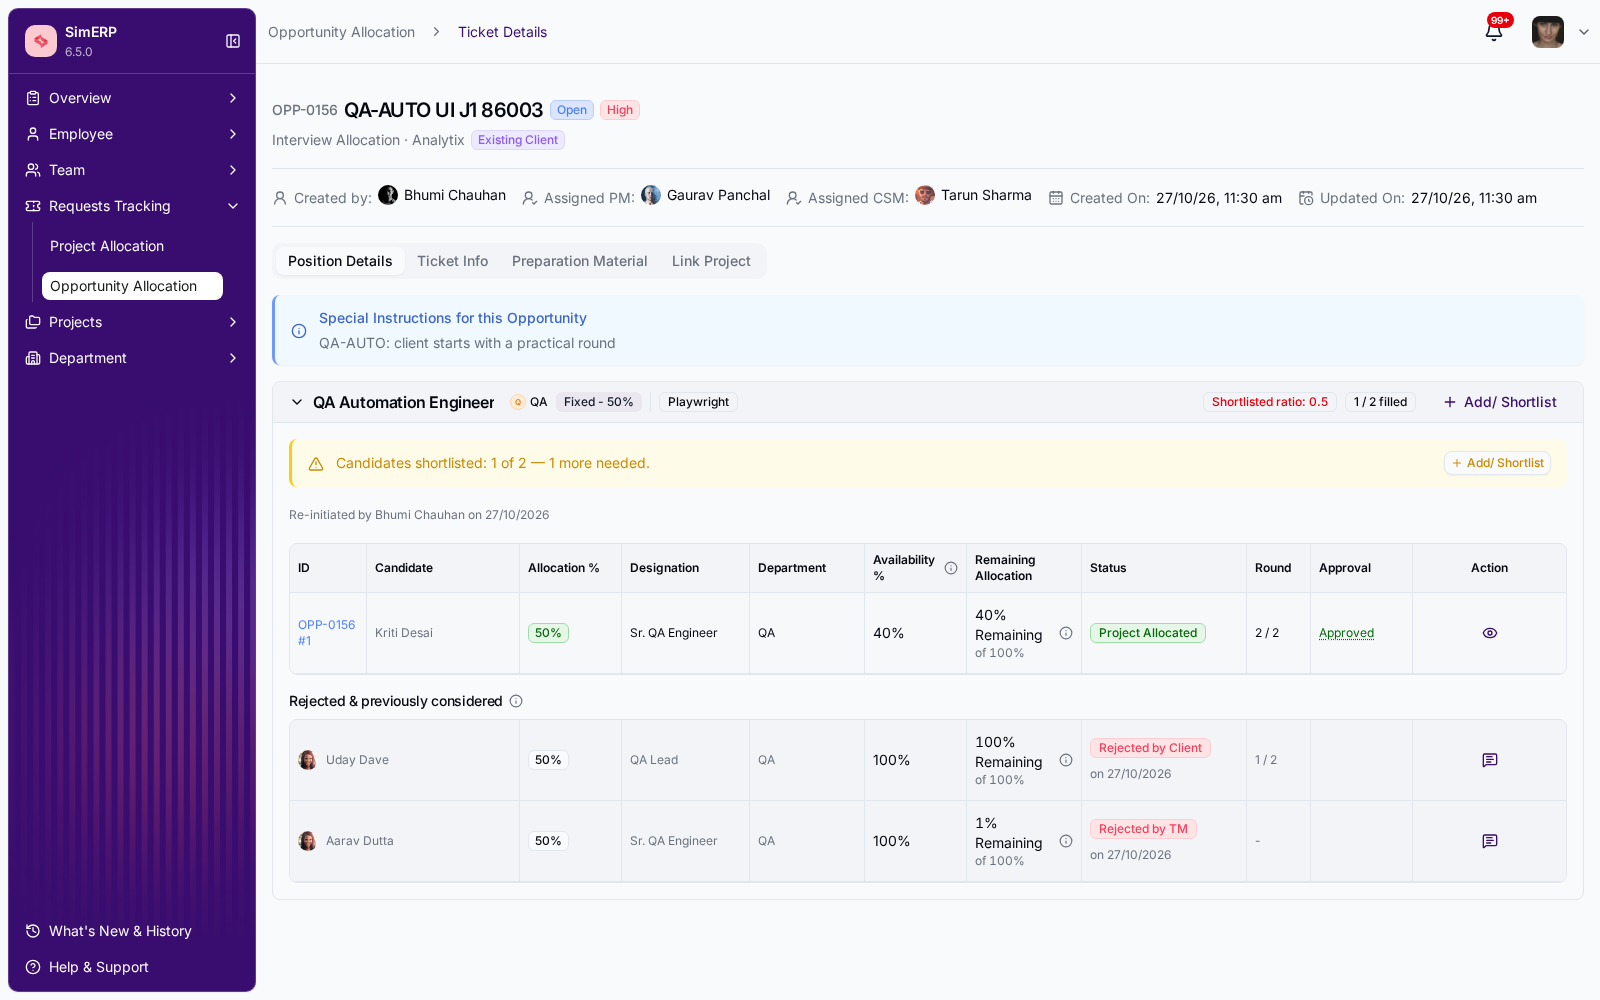 SimERP
6.5.0
Overview
Employee
Team
Requests Tracking
Project Allocation
Opportunity Allocation
Projects
Department
What's New & History
Help & Support
Opportunity Allocation > Ticket Details
99+
OPP-0156 QA-AUTO UI J1 86003 Open High
Interview Allocation · Analytix Existing Client
Created by: Bhumi Chauhan Assigned PM: Gaurav Panchal Assigned CSM: Tarun Sharma Created On: 27/10/26, 11:30 am Updated On: 27/10/26, 11:30 am
Position Details Ticket Info Preparation Material Link Project
Special Instructions for this Opportunity
QA-AUTO: client starts with a practical round
QA Automation Engineer Q QA Fixed - 50% Playwright Shortlisted ratio: 0.5 1 / 2 filled + Add/ Shortlist
Candidates shortlisted: 1 of 2 — 1 more needed. + Add/ Shortlist
Re-initiated by Bhumi Chauhan on 27/10/2026
ID Candidate Allocation % Designation Department Availability % Remaining Allocation Status Round Approval Action
OPP-0156 #1 Kriti Desai 50% Sr. QA Engineer QA 40% 40% Remaining of 100% Project Allocated 2 / 2 Approved
Rejected & previously considered
Uday Dave 50% QA Lead QA 100% 100% Remaining of 100% Rejected by Client on 27/10/2026 1 / 2
Aarav Dutta 50% Sr. QA Engineer QA 100% 1% Remaining of 100% Rejected by TM on 27/10/2026 -